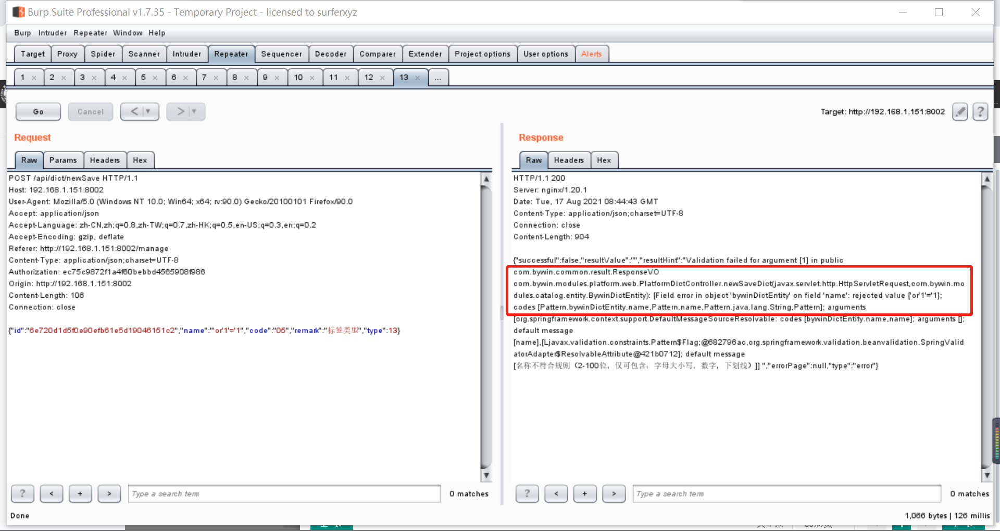 Burp Suite Professional v1.7.35 - Temporary Project - licensed to surferxyz
Burp Intruder Repeater Window Help
Target Proxy Spider Scanner Intruder Repeater Sequencer Decoder Comparer Extender Project options User options Alerts
1 × 2 × 3 × 4 × 5 × 6 × 7 × 8 × 9 × 10 × 11 × 12 × 13 × ...
Go Cancel < > Target: http://192.168.1.151:8002 ?
Request
Raw Params Headers Hex
POST /api/dict/newSave HTTP/1.1
Host: 192.168.1.151:8002
User-Agent: Mozilla/5.0 (Windows NT 10.0; Win64; x64; rv:90.0) Gecko/20100101 Firefox/90.0
Accept: application/json
Accept-Language: zh-CN,zh;q=0.8,zh-TW;q=0.7,zh-HK;q=0.5,en-US;q=0.3,en;q=0.2
Accept-Encoding: gzip, deflate
Referer: http://192.168.1.151:8002/manage
Content-Type: application/json;charset=UTF-8
Authorization: ec75c9872f1a4f60bebbd4565908f986
Origin: http://192.168.1.151:8002
Content-Length: 106
Connection: close
{"id":"6e720d1d5f0e90efb61e5d19046151c2","name":"'or'1'='1","code":"05","remark":"标签类型","type":13}
? < + > Type a search term 0 matches
Response
Raw Headers Hex
HTTP/1.1 200
Server: nginx/1.20.1
Date: Tue, 17 Aug 2021 08:44:43 GMT
Content-Type: application/json;charset=UTF-8
Connection: close
Content-Length: 904
{"successful":false,"resultValue":"","resultHint":"Validation failed for argument [1] in public
com.bywin.common.result.ResponseVO
com.bywin.modules.platform.web.PlatformDictController.newSaveDict(javax.servlet.http.HttpServletRequest,com.bywin.mo
dules.catalog.entity.BywinDictEntity): [Field error in object 'bywinDictEntity' on field 'name': rejected value ['or'1'='1];
codes [Pattern.bywinDictEntity.name,Pattern.name,Pattern.java.lang.String,Pattern]; arguments
[org.springframework.context.support.DefaultMessageSourceResolvable: codes [bywinDictEntity.name,name]; arguments [];
default message
[name],[Ljavax.validation.constraints.Pattern$Flag;@682796ac,org.springframework.validation.beanvalidation.SpringValid
atorAdapter$ResolvableAttribute@421b0712]; default message
[名称不符合规则（2-100位，仅可包含：字母大小写，数字，下划线）]] ","errorPage":null,"type":"error"}
? < + > Type a search term 0 matches
Done
1,066 bytes | 126 millis